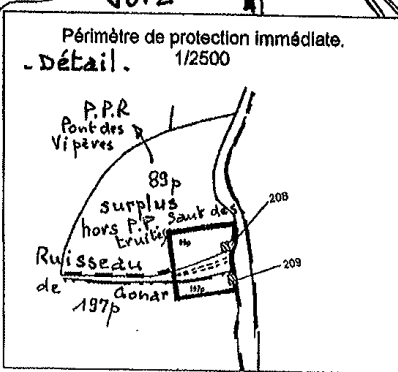 Périmètre de protection immédiate.
- Détail. 1/2500
P.P.R
Pont des
Vipères
89p
surplus
hors P.P
Saut des
truites
208
Ruisseau
209
de Gonar
197p
197p